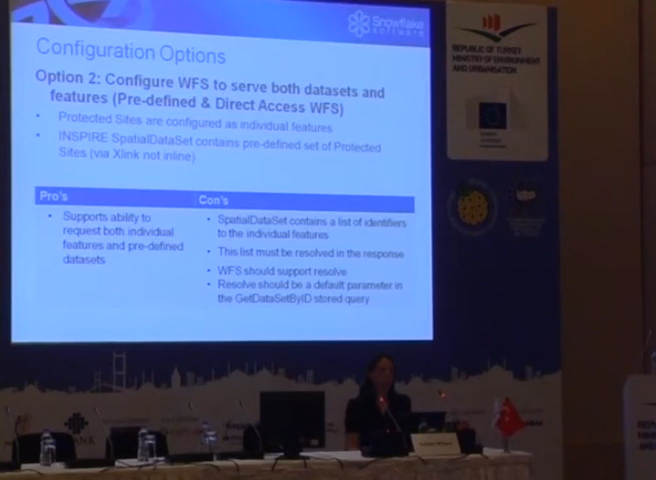 Snowflake
software
Configuration Options
Option 2: Configure WFS to serve both datasets and
features (Pre-defined & Direct Access WFS)
• Protected Sites are configured as individual features
• INSPIRE SpatialDataSet contains pre-defined set of Protected
Sites (via Xlink not inline)
Pro's
• Supports ability to
request both individual
features and pre-defined
datasets
Con's
• SpatialDataSet contains a list of identifiers
to the individual features
• This list must be resolved in the response
• WFS should support resolve
• Resolve should be a default parameter in
the GetDataSetByID stored query
REPUBLIC OF TURKEY
MINISTRY OF ENVIRONMENT
AND URBANISATION